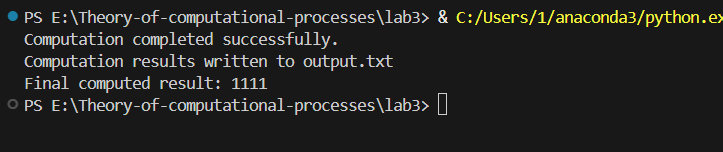 PS E:\Theory-of-computational-processes\lab3> & C:/Users/1/anaconda3/python.ex
Computation completed successfully.
Computation results written to output.txt
Final computed result: 1111
PS E:\Theory-of-computational-processes\lab3>